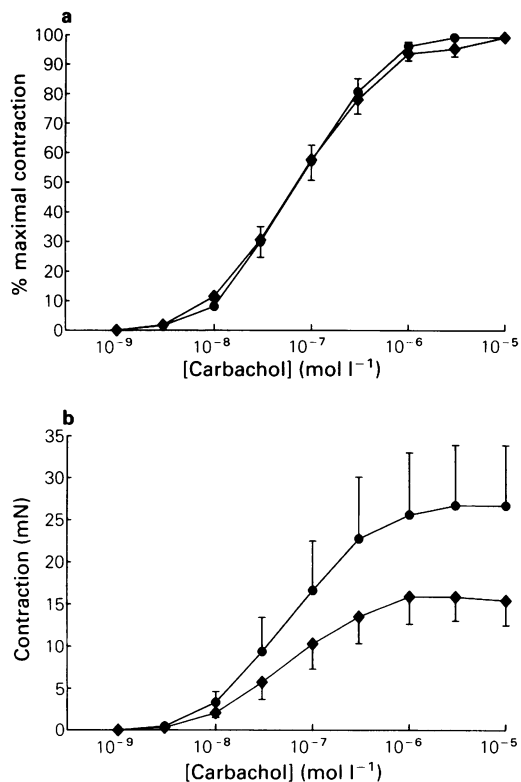 a
% maximal contraction
100
90
80
70
60
50
40
30
20
10
0
10⁻⁹ 10⁻⁸ 10⁻⁷ 10⁻⁶ 10⁻⁵
[Carbachol] (mol l⁻¹)
b
Contraction (mN)
35
30
25
20
15
10
5
0
10⁻⁹ 10⁻⁸ 10⁻⁷ 10⁻⁶ 10⁻⁵
[Carbachol] (mol l⁻¹)